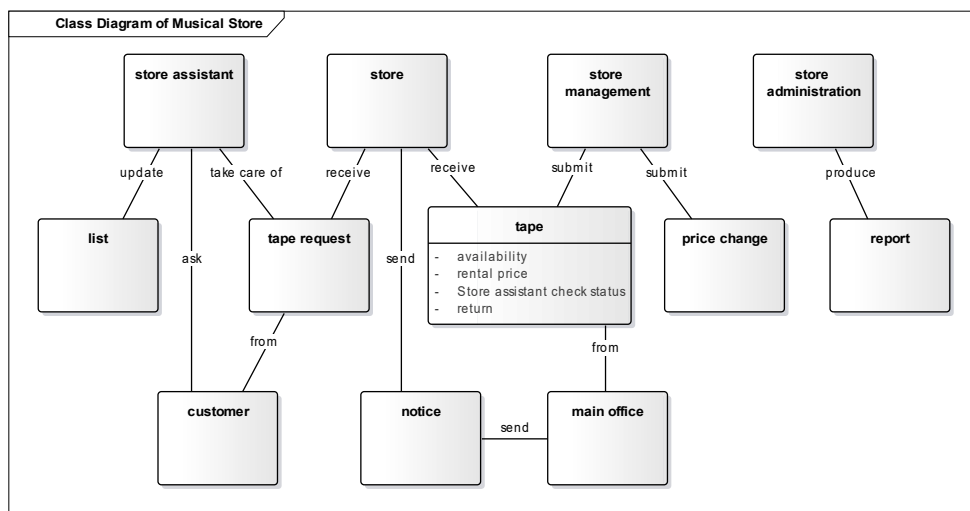 Class Diagram of Musical Store
store assistant
store
store
management
store
administration
update
take care of
receive
receive
submit
submit
produce
list
ask
tape request
send
tape
- availability
- rental price
- Store assistant check status
- return
price change
report
from
from
customer
notice
send
main office